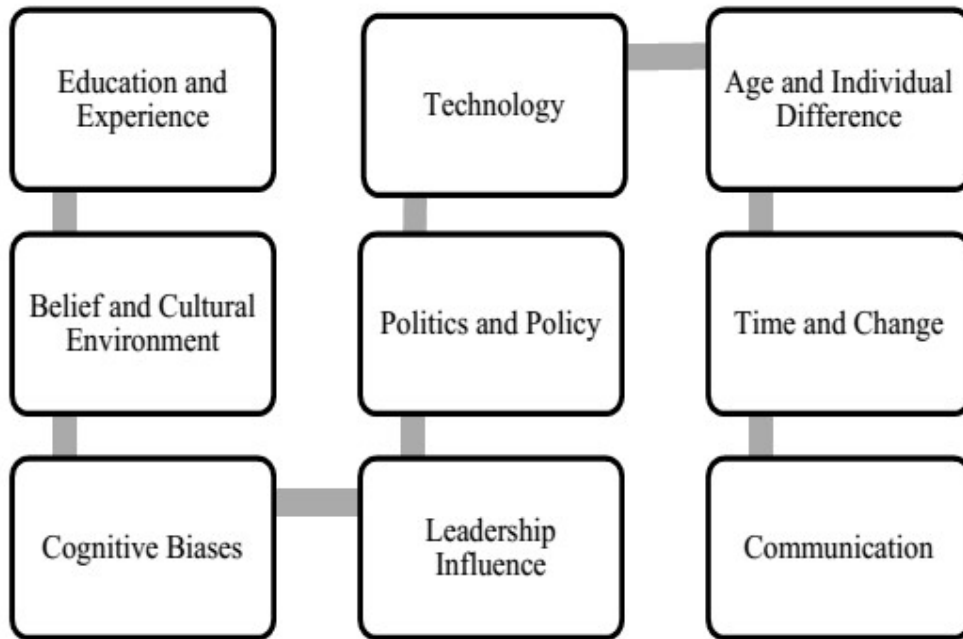 Education and
Experience
Belief and Cultural
Environment
Cognitive Biases
Leadership
Influence
Politics and Policy
Technology
Age and Individual
Difference
Time and Change
Communication